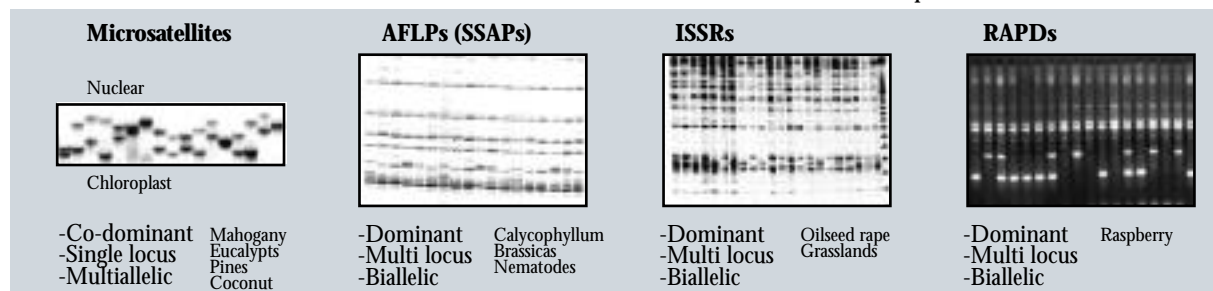 Microsatellites
Nuclear
Chloroplast
-Co-dominant
-Single locus
-Multiallelic
Mahogany
Eucalypts
Pines
Coconut
AFLPs (SSAPs)
-Dominant
-Multi locus
-Biallelic
Calycophyllum
Brassicas
Nematodes
ISSRs
-Dominant
-Multi locus
-Biallelic
Oilseed rape
Grasslands
RAPDs
-Dominant
-Multi locus
-Biallelic
Raspberry